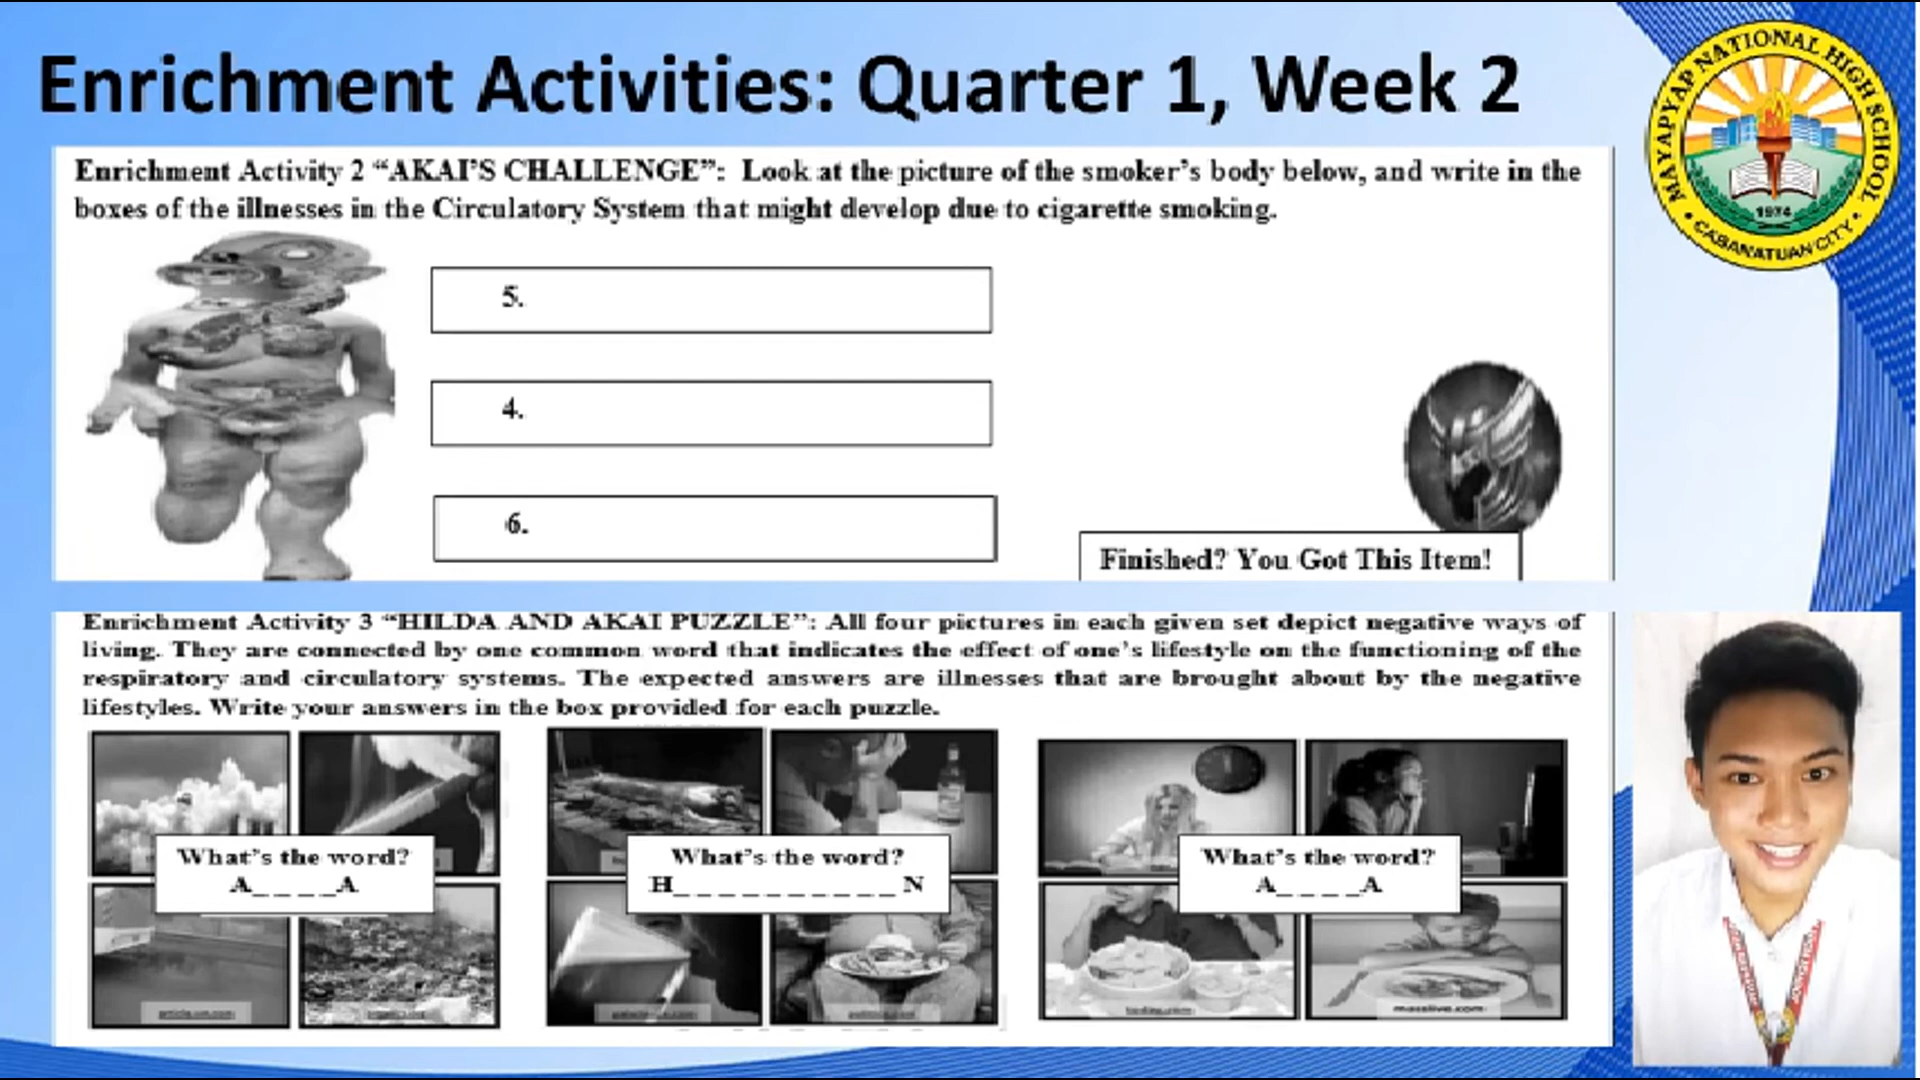 Enrichment Activities: Quarter 1, Week 2
MAYAPYAP NATIONAL HIGH SCHOOL
1974
CABANATUAN CITY
Enrichment Activity 2 “AKAI’S CHALLENGE”: Look at the picture of the smoker’s body below, and write in the
boxes of the illnesses in the Circulatory System that might develop due to cigarette smoking.
5.
4.
6.
Finished? You Got This Item!
Enrichment Activity 3 “HILDA AND AKAI PUZZLE”: All four pictures in each given set depict negative ways of
living. They are connected by one common word that indicates the effect of one’s lifestyle on the functioning of the
respiratory and circulatory systems. The expected answers are illnesses that are brought about by the negative
lifestyles. Write your answers in the box provided for each puzzle.
What’s the word?
A_ _ _ _A
What’s the word?
H_ _ _ _ _ _ _ _ _ _ _ N
What’s the word?
A_ _ _ _A
masslive.com